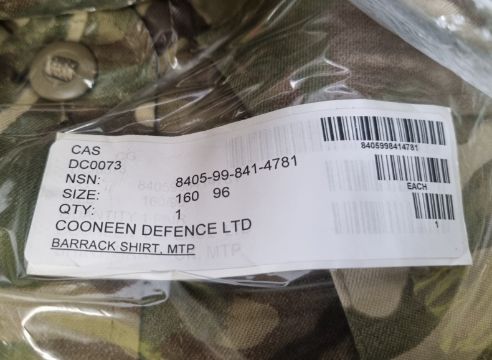 CAS
DC0073
NSN: 8405-99-841-4781
SIZE: 160 96
QTY: 1
COONEEN DEFENCE LTD
BARRACK SHIRT, MTP
8405998414781
EACH
1